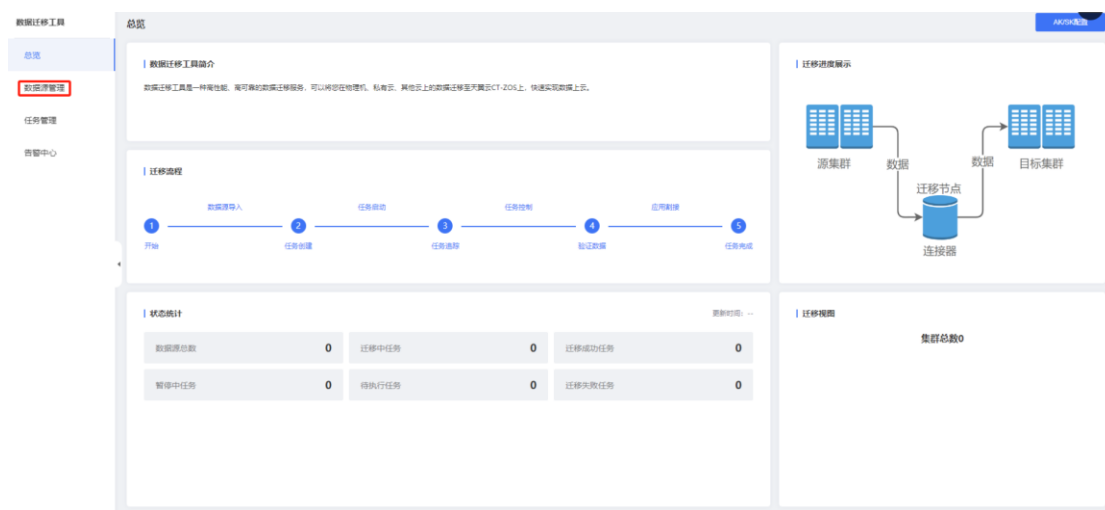 数据迁移工具
总览
数据源管理
任务管理
告警中心
总览
AK/SK配置
数据迁移工具简介
数据迁移工具是一种高性能、高可靠的数据迁移服务，可以将您在物理机、私有云、其他云上的数据迁移至天翼云CT-ZOS上，快速实现数据上云。
迁移流程
数据源导入
任务启动
任务控制
应用割接
1
2
3
4
5
开始
任务创建
任务追踪
验证数据
任务完成
状态统计
更新时间：--
数据源总数 0
迁移中任务 0
迁移成功任务 0
暂停中任务 0
待执行任务 0
迁移失败任务 0
迁移进度展示
源集群
数据
数据
目标集群
迁移节点
连接器
迁移视图
集群总数0